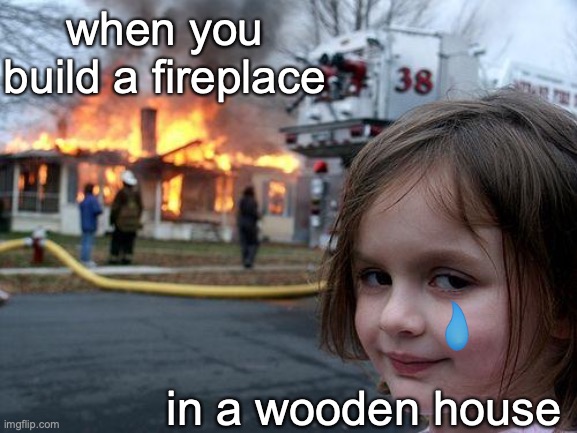 when you
build a fireplace
38
in a wooden house
imgflip.com